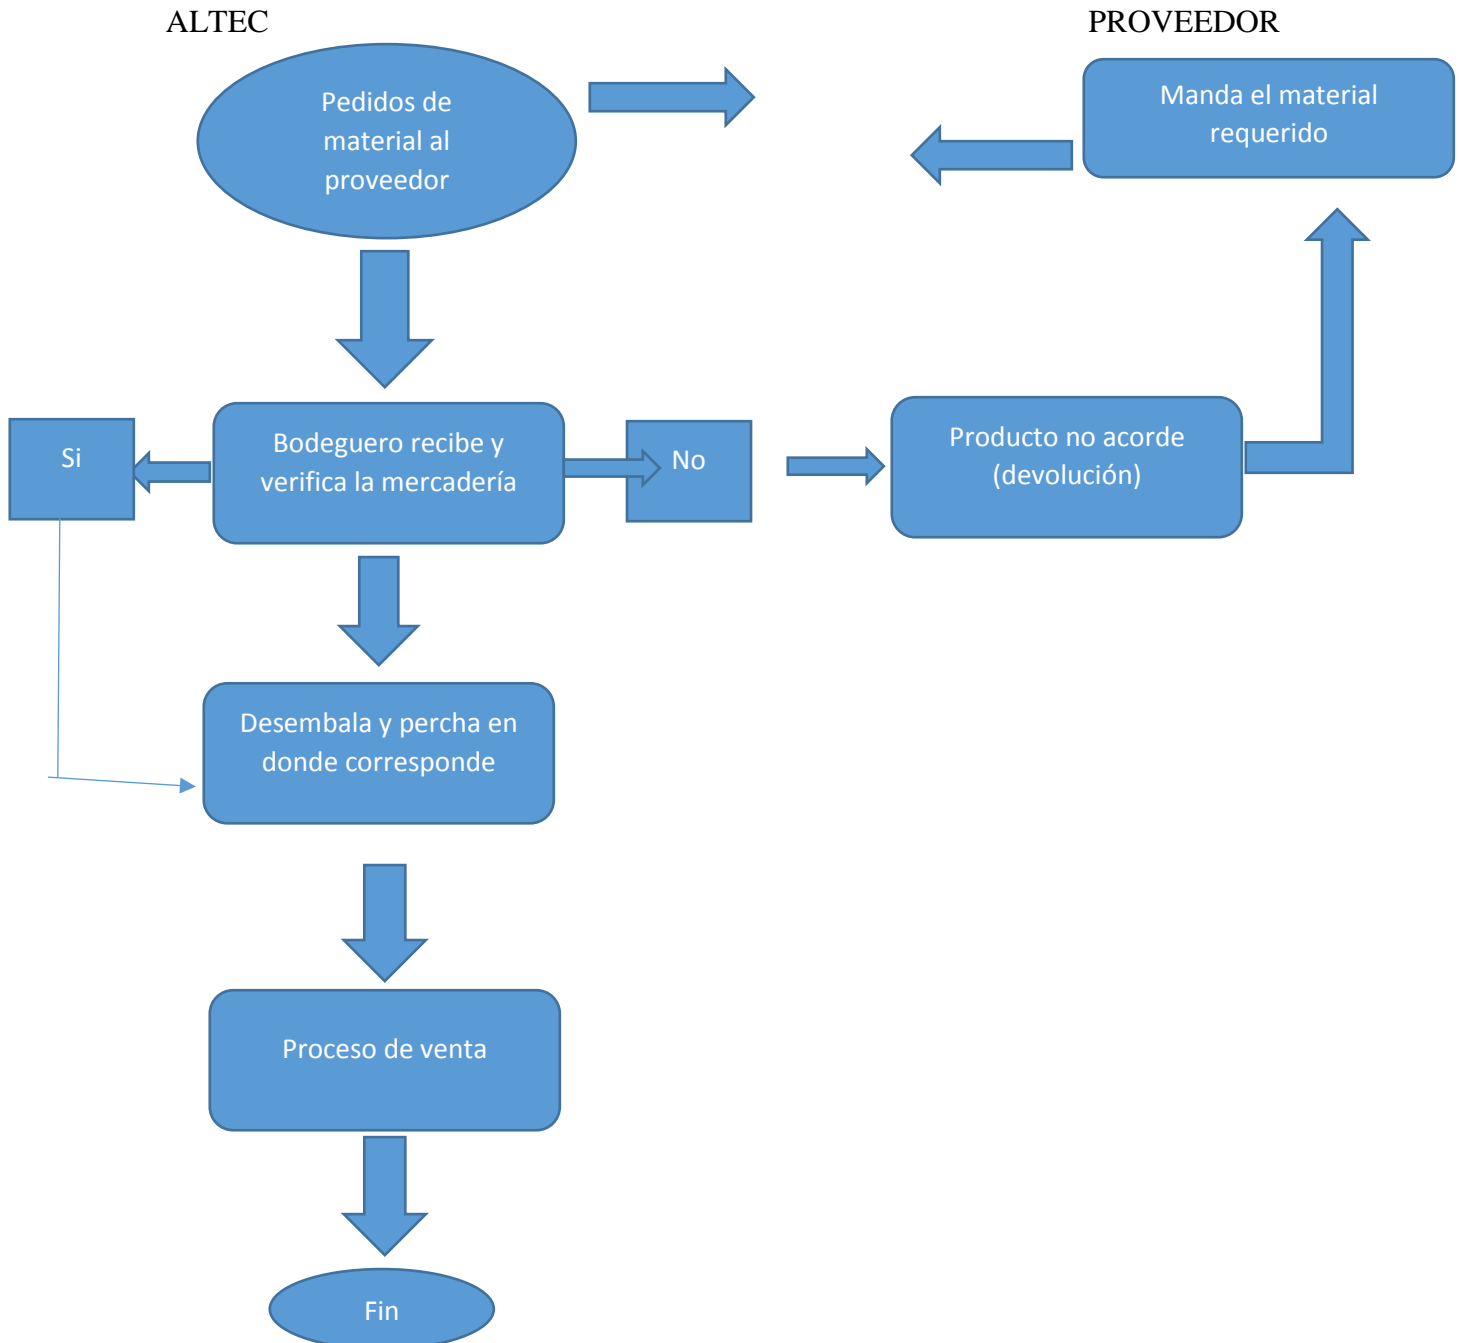 ALTEC
PROVEEDOR
Pedidos de
material al
proveedor
Manda el material
requerido
Si
Bodeguero recibe y
verifica la mercadería
No
Producto no acorde
(devolución)
Desembala y percha en
donde corresponde
Proceso de venta
Fin